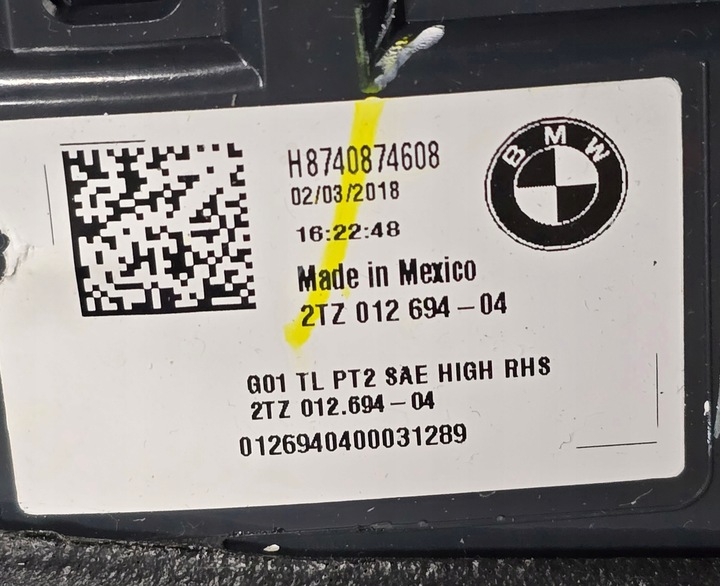 H8740874608
BMW
02/03/2018
16:22:48
Made in Mexico
2TZ 012 694-04
G01 TL PT2 SAE HIGH RHS
2TZ 012.694-04
0126940400031289